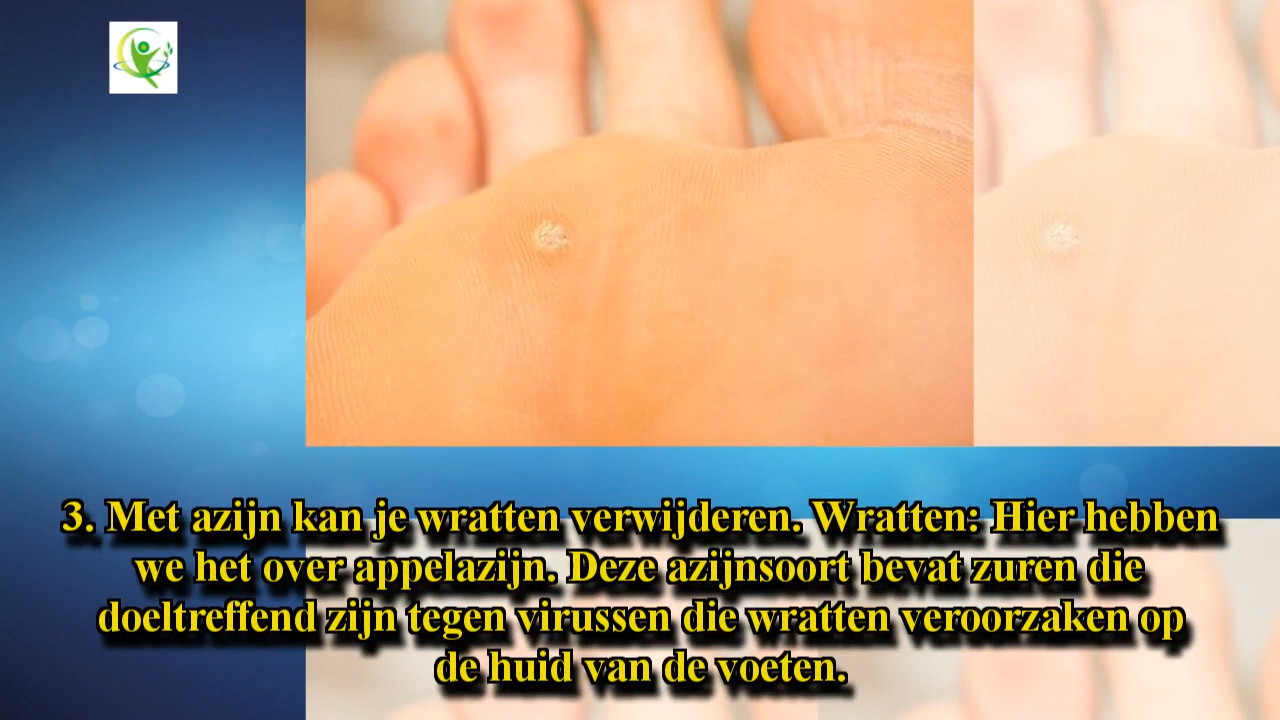 3. Met azijn kan je wratten verwijderen. Wratten: Hier hebben
we het over appelazijn. Deze azijnsoort bevat zuren die
doeltreffend zijn tegen virussen die wratten veroorzaken op
de huid van de voeten.